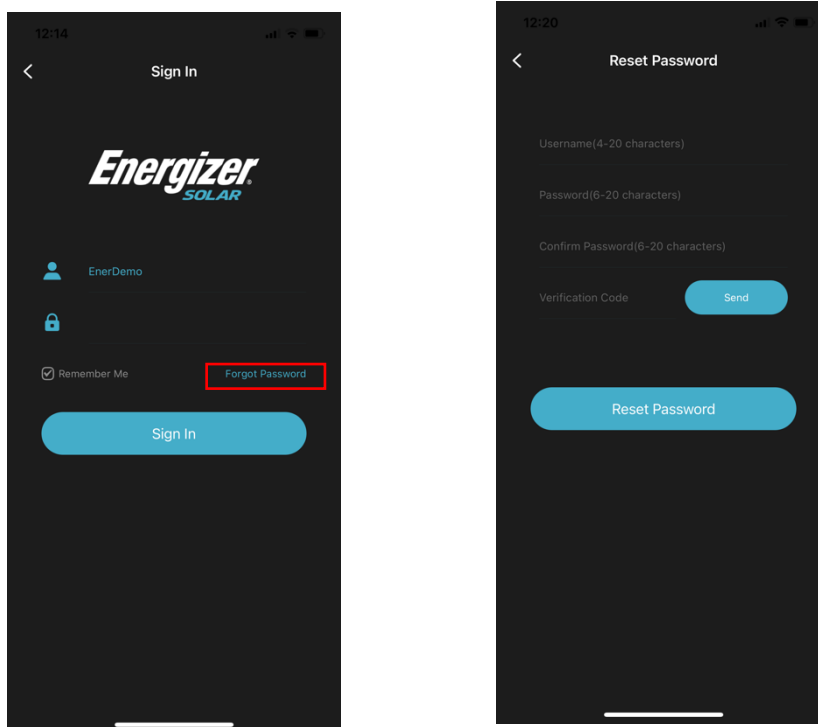 12:14
Sign In
Energizer.
SOLAR
EnerDemo
Remember Me
Forgot Password
Sign In
12:20
Reset Password
Username(4-20 characters)
Password(6-20 characters)
Confirm Password(6-20 characters)
Verification Code
Send
Reset Password